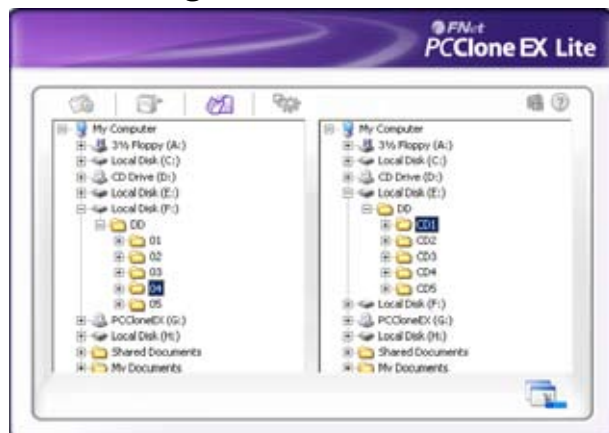 FNet
PCClone EX Lite
My Computer
3½ Floppy (A:)
Local Disk (C:)
CD Drive (D:)
Local Disk (E:)
Local Disk (F:)
DD
01
02
03
04
05
PCCloneEX (G:)
Local Disk (H:)
Shared Documents
My Documents
My Computer
3½ Floppy (A:)
Local Disk (C:)
CD Drive (D:)
Local Disk (E:)
DD
CD1
CD2
CD3
CD4
CD5
Local Disk (F:)
PCCloneEX (G:)
Local Disk (H:)
Shared Documents
My Documents